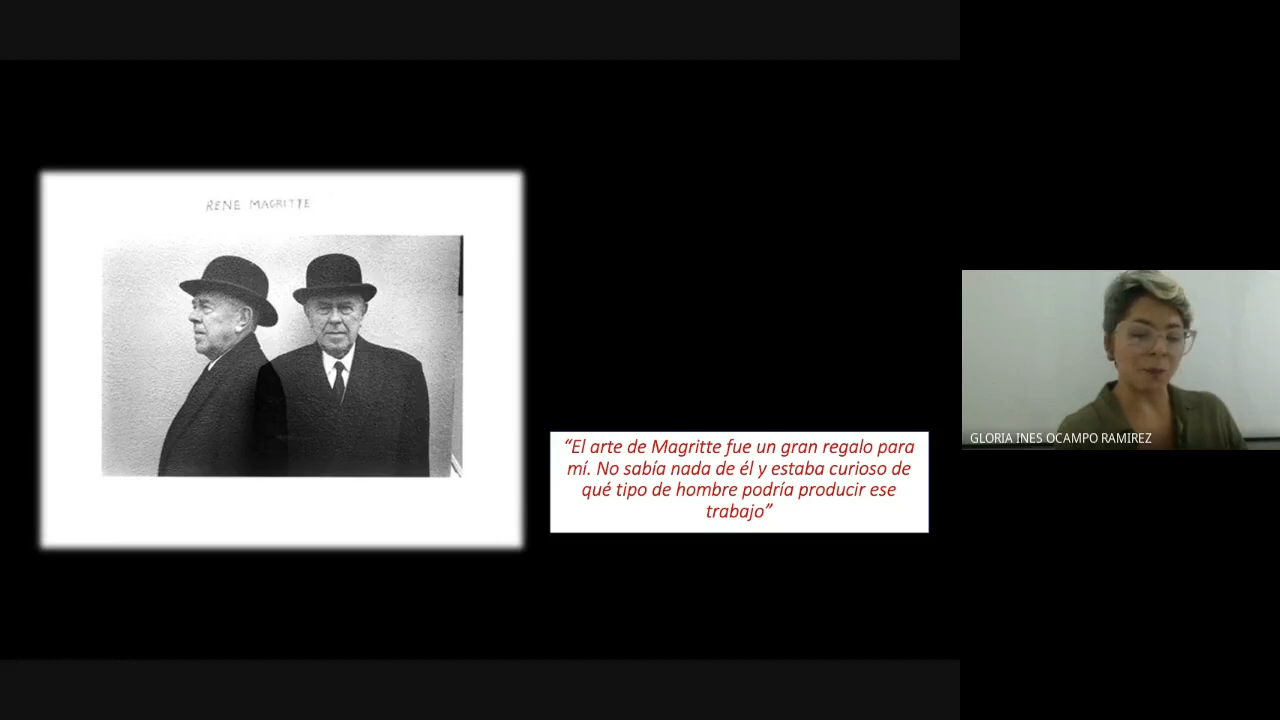 RENE MAGRITTE
“El arte de Magritte fue un gran regalo para
mí. No sabía nada de él y estaba curioso de
qué tipo de hombre podría producir ese
trabajo”
GLORIA INES OCAMPO RAMIREZ